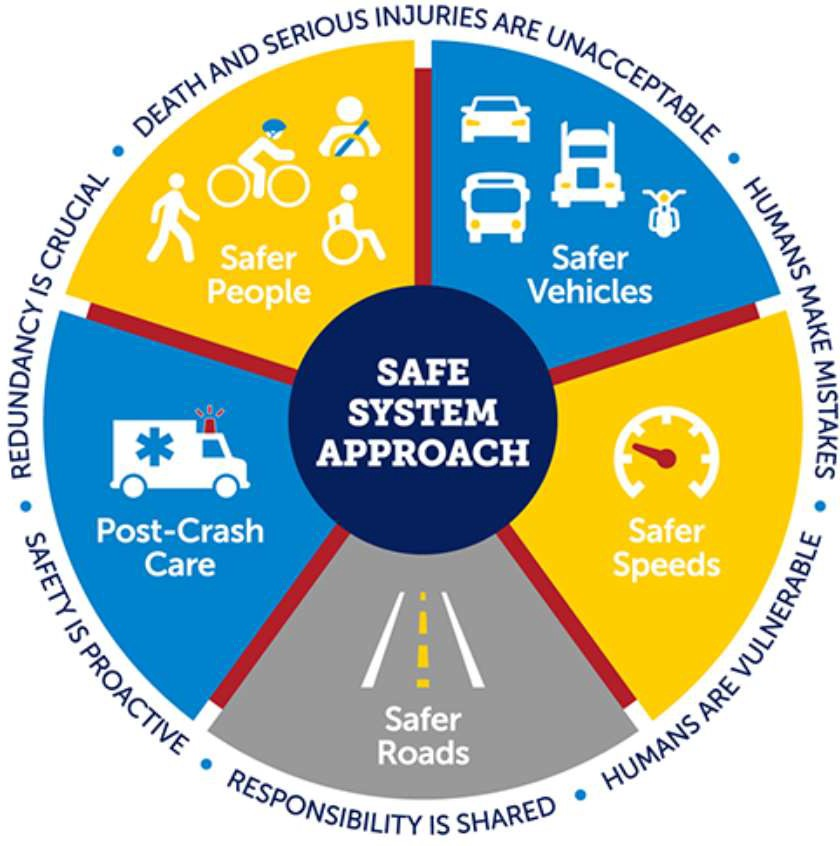 DEATH AND SERIOUS INJURIES ARE UNACCEPTABLE
HUMANS MAKE MISTAKES
HUMANS ARE VULNERABLE
RESPONSIBILITY IS SHARED
SAFETY IS PROACTIVE
REDUNDANCY IS CRUCIAL
Safer
People
Safer
Vehicles
SAFE
SYSTEM
APPROACH
Post-Crash
Care
Safer
Speeds
Safer
Roads